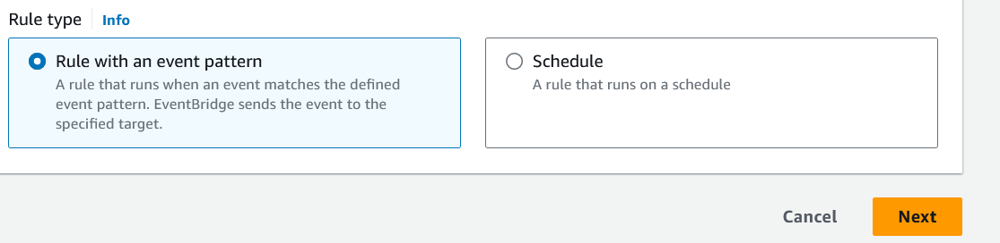 Rule type Info
Rule with an event pattern
A rule that runs when an event matches the defined
event pattern. EventBridge sends the event to the
specified target.
Schedule
A rule that runs on a schedule
Cancel Next